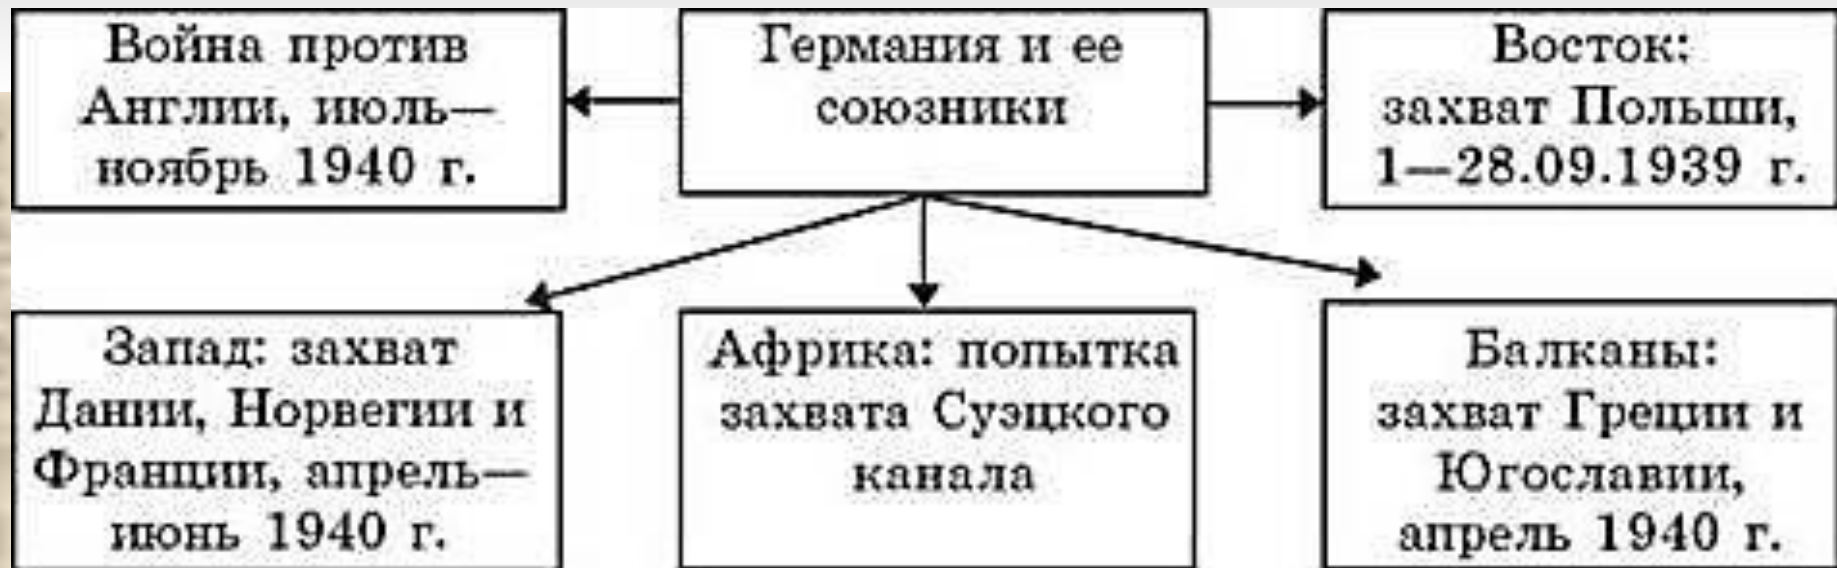 Война против
Англии, июль—
ноябрь 1940 г.
Германия и ее
союзники
Восток:
захват Польши,
1—28.09.1939 г.
Запад: захват
Дании, Норвегии и
Франции, апрель—
июнь 1940 г.
Африка: попытка
захвата Суэцкого
канала
Балканы:
захват Греции и
Югославии,
апрель 1940 г.